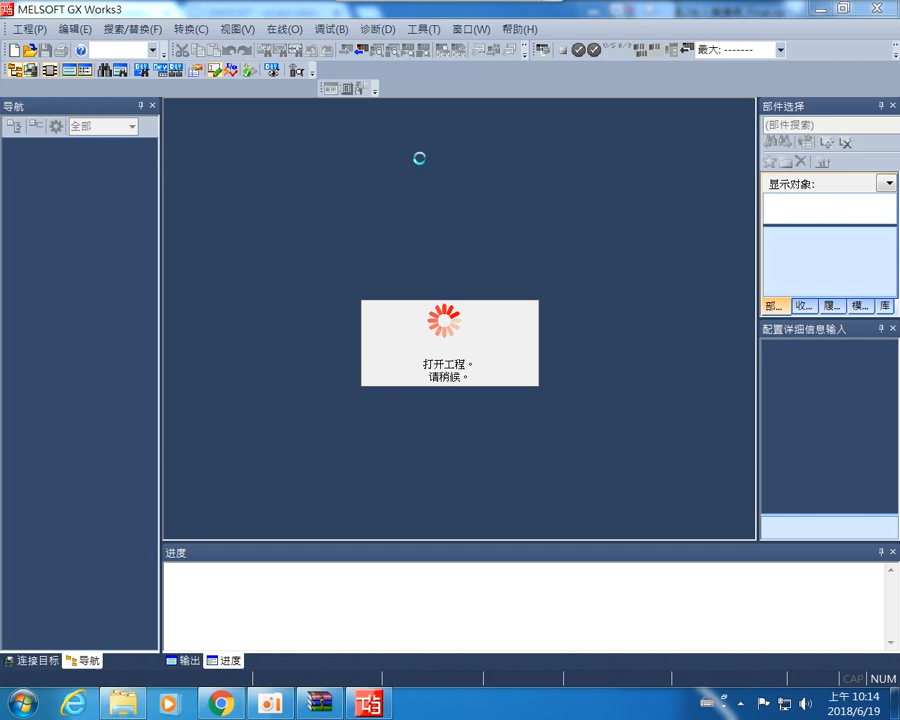 MELSOFT GX Works3
工程(P) 编辑(E) 搜索/替换(F) 转换(C) 视图(V) 在线(O) 调试(B) 诊断(D) 工具(T) 窗口(W) 帮助(H)
最大: -------
导航
全部
部件选择
(部件搜索)
显示对象:
部... 收... 履... 模... 库
配置详细信息输入
打开工程。
请稍候。
进度
连接目标 导航 输出 进度
CAP NUM
上午 10:14
2018/6/19